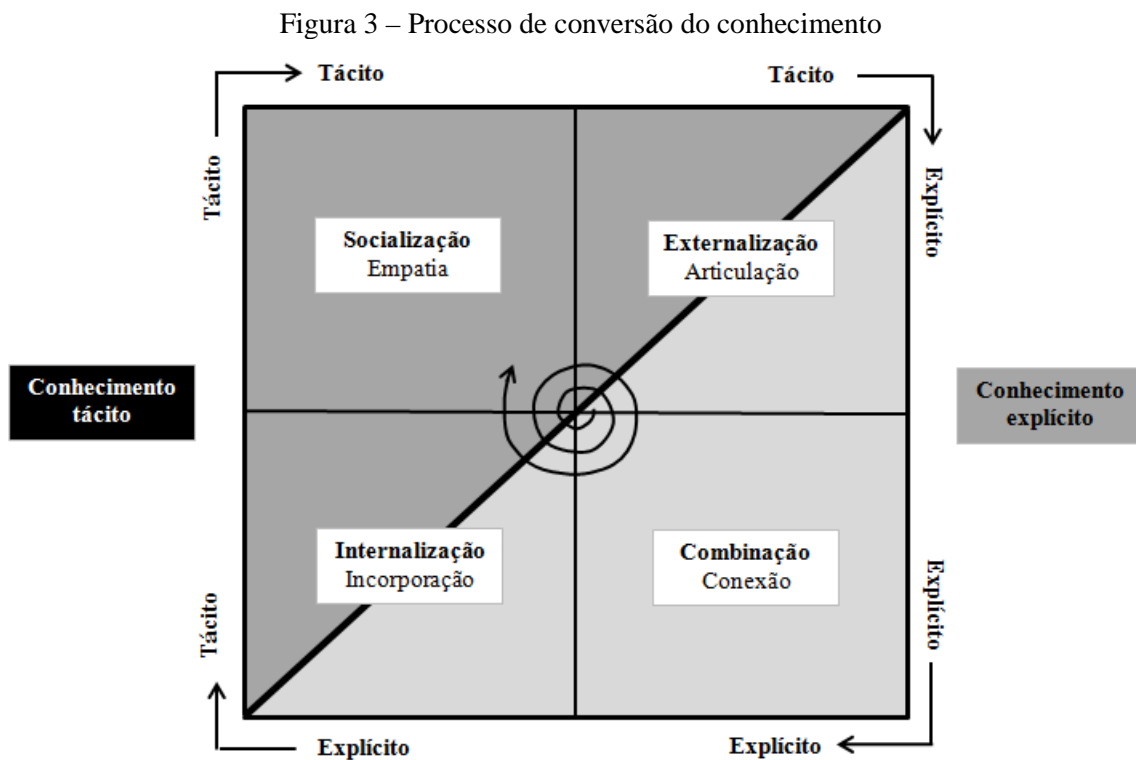 Figura 3 – Processo de conversão do conhecimento
Tácito
Tácito
Tácito
Explícito
Socialização
Empatia
Externalização
Articulação
Conhecimento
tácito
Conhecimento
explícito
Internalização
Incorporação
Combinação
Conexão
Tácito
Explícito
Explícito
Explícito